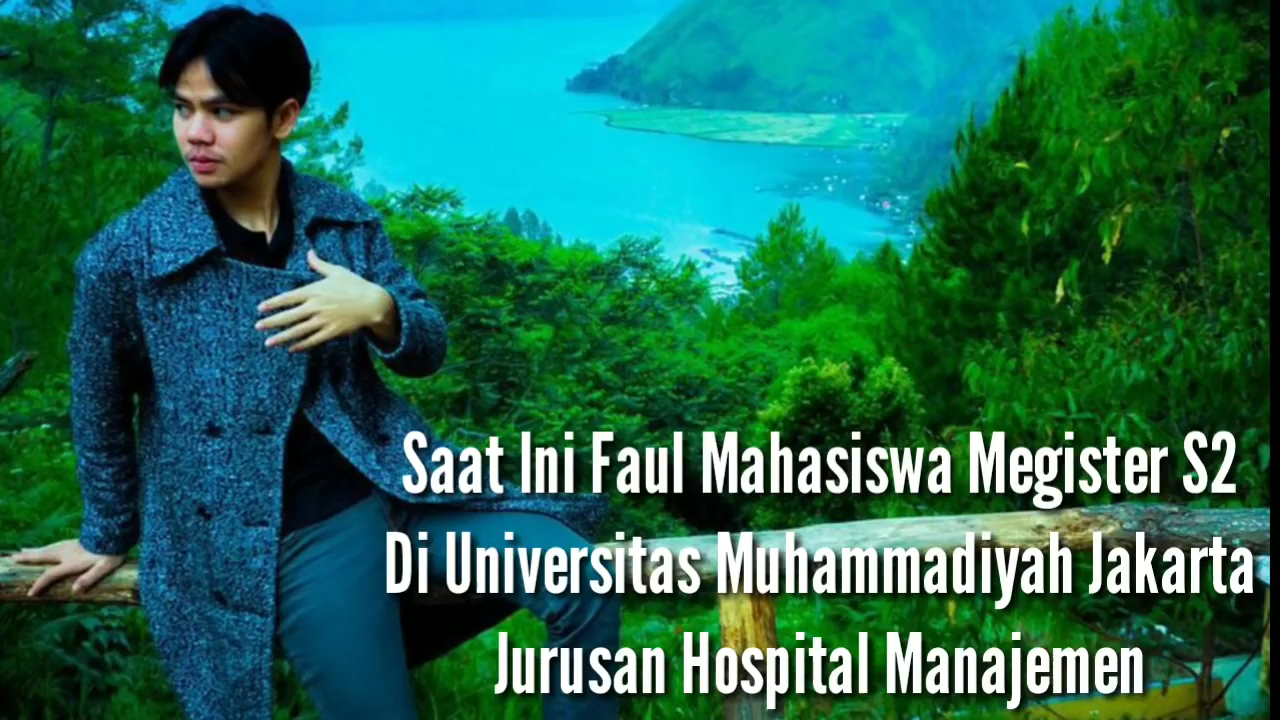 Saat Ini Faul Mahasiswa Megister S2
Di Universitas Muhammadiyah Jakarta
Jurusan Hospital Manajemen